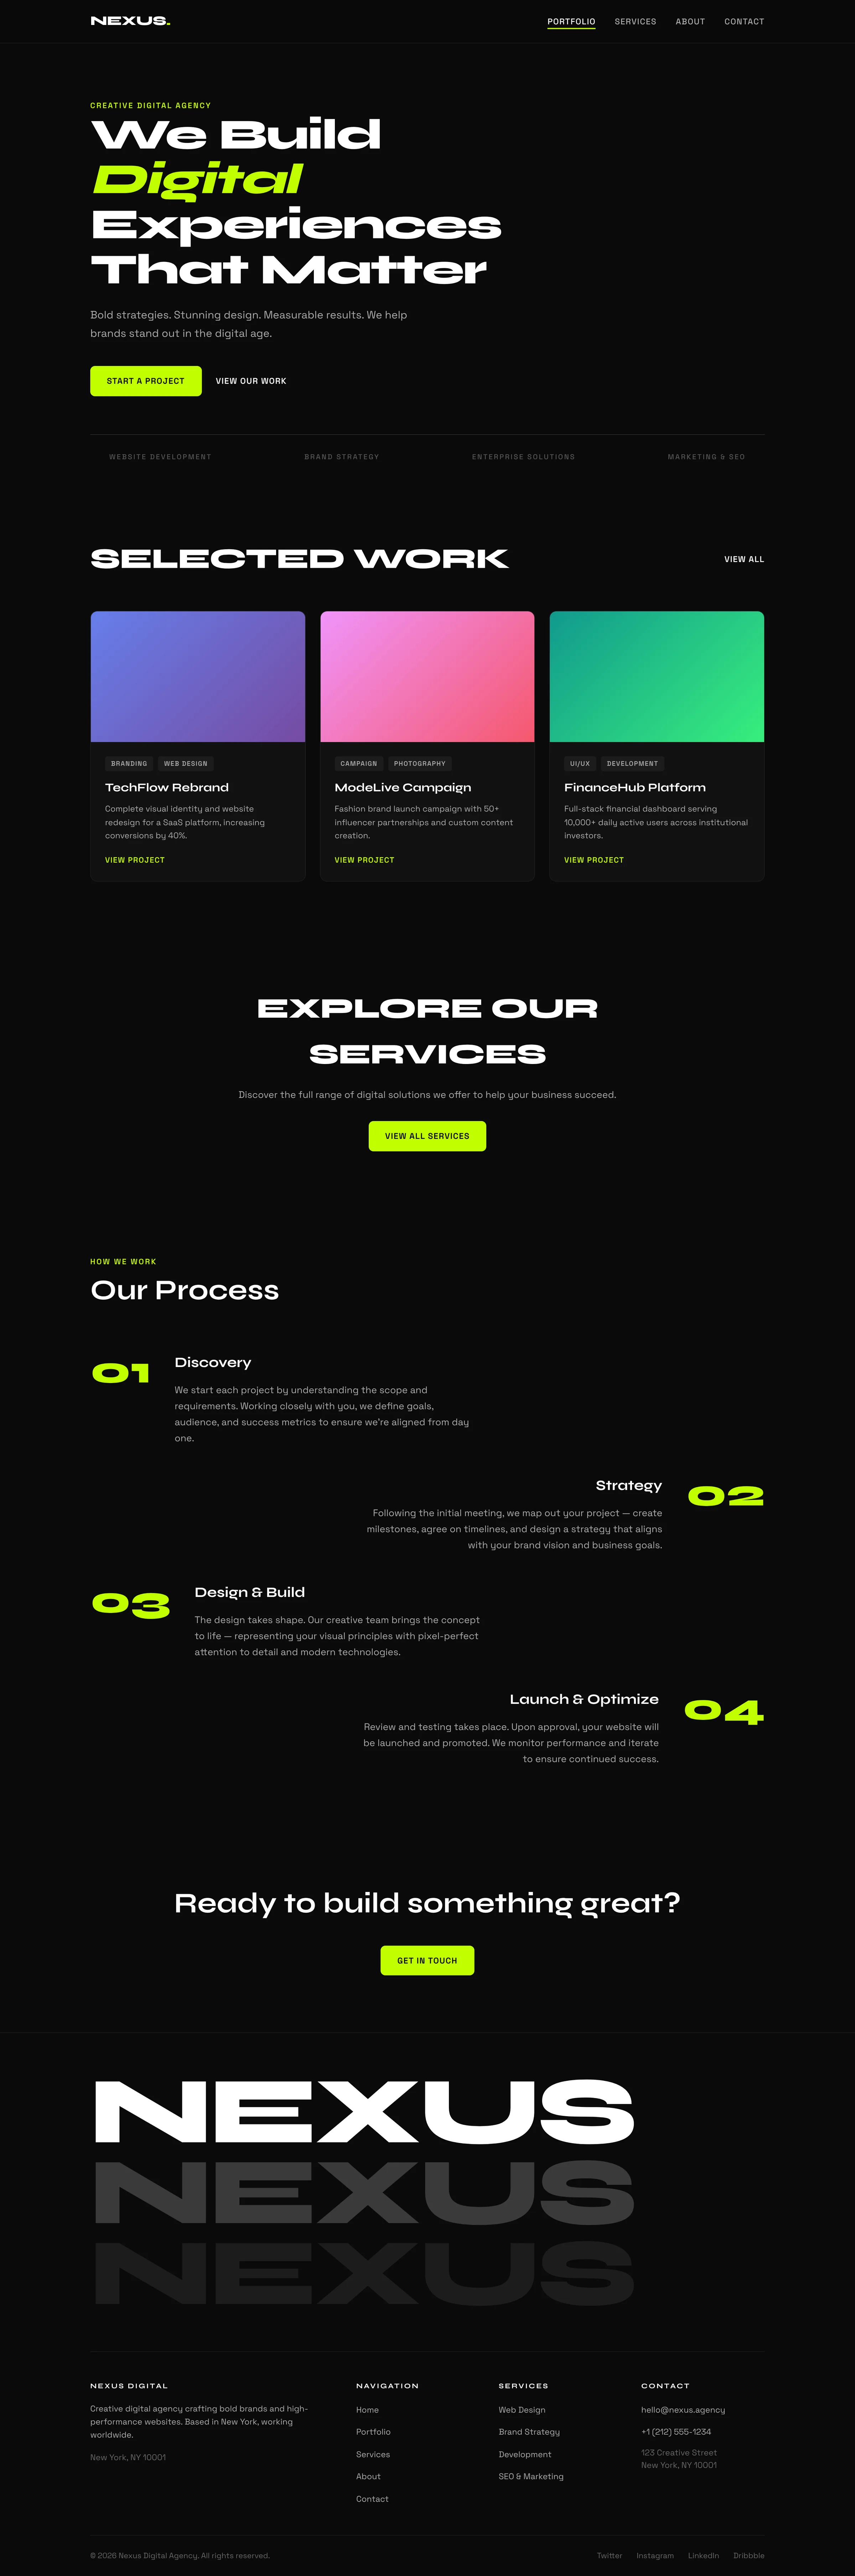 NEXUS.
PORTFOLIO SERVICES ABOUT CONTACT
CREATIVE DIGITAL AGENCY
We Build
Digital
Experiences
That Matter
Bold strategies. Stunning design. Measurable results. We help
brands stand out in the digital age.
START A PROJECT VIEW OUR WORK
WEBSITE DEVELOPMENT BRAND STRATEGY ENTERPRISE SOLUTIONS MARKETING & SEO
SELECTED WORK
VIEW ALL
BRANDING WEB DESIGN
TechFlow Rebrand
Complete visual identity and website
redesign for a SaaS platform, increasing
conversions by 40%.
VIEW PROJECT
CAMPAIGN PHOTOGRAPHY
ModeLive Campaign
Fashion brand launch campaign with 50+
influencer partnerships and custom content
creation.
VIEW PROJECT
UI/UX DEVELOPMENT
FinanceHub Platform
Full-stack financial dashboard serving
10,000+ daily active users across institutional
investors.
VIEW PROJECT
EXPLORE OUR
SERVICES
Discover the full range of digital solutions we offer to help your business succeed.
VIEW ALL SERVICES
HOW WE WORK
Our Process
01
Discovery
We start each project by understanding the scope and
requirements. Working closely with you, we define goals,
audience, and success metrics to ensure we're aligned from day
one.
Strategy
02
Following the initial meeting, we map out your project — create
milestones, agree on timelines, and design a strategy that aligns
with your brand vision and business goals.
03
Design & Build
The design takes shape. Our creative team brings the concept
to life — representing your visual principles with pixel-perfect
attention to detail and modern technologies.
Launch & Optimize
04
Review and testing takes place. Upon approval, your website will
be launched and promoted. We monitor performance and iterate
to ensure continued success.
Ready to build something great?
GET IN TOUCH
NEXUS
NEXUS
NEXUS
NEXUS DIGITAL
Creative digital agency crafting bold brands and high-
performance websites. Based in New York, working
worldwide.
New York, NY 10001
NAVIGATION
Home
Portfolio
Services
About
Contact
SERVICES
Web Design
Brand Strategy
Development
SEO & Marketing
CONTACT
hello@nexus.agency
+1 (212) 555-1234
123 Creative Street
New York, NY 10001
© 2026 Nexus Digital Agency. All rights reserved.
Twitter Instagram LinkedIn Dribbble